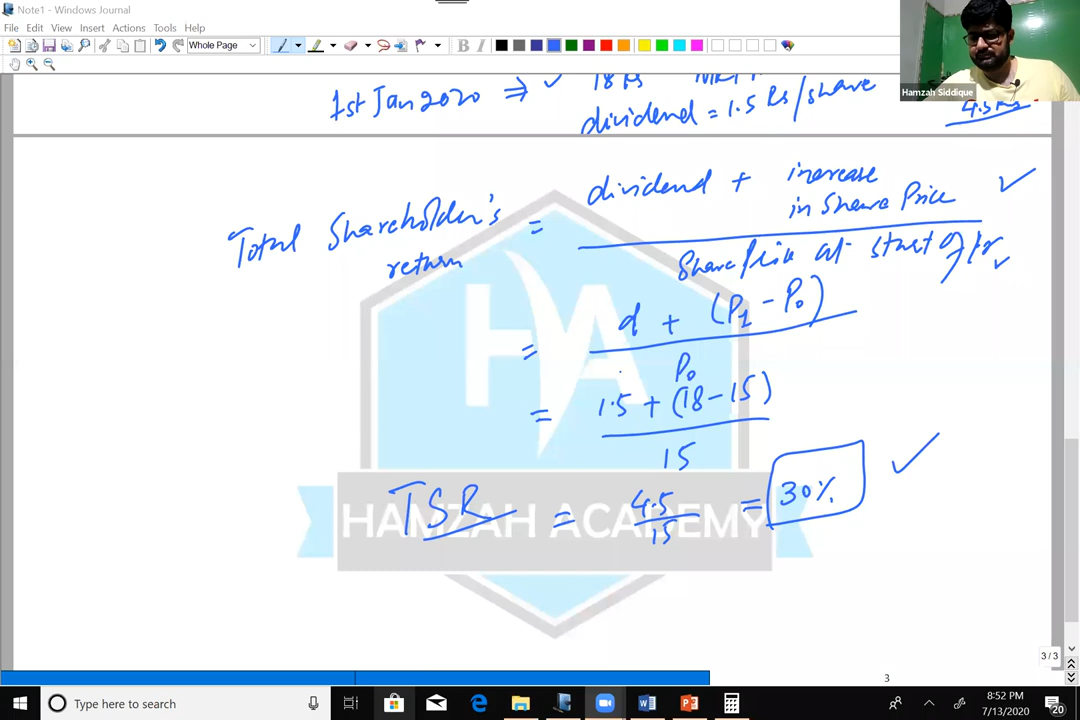 Note1 - Windows Journal
File Edit View Insert Actions Tools Help
Whole Page
B I
Hamzah Siddique
1st Jan 2020 ⇒ ✓ 18 Rs
dividend = 1.5 Rs/share
4.5 Rs
Total Shareholder's return = dividend + increase in Share Price ✓
Share Price at start of yr ✓
= d + (P1 - P0)
P0
= 1.5 + (18 - 15)
15
TSR = 4.5 = 30% ✓
15
HA
HAMZAH ACADEMY
3/3
3
Type here to search
8:52 PM
7/13/2020
20